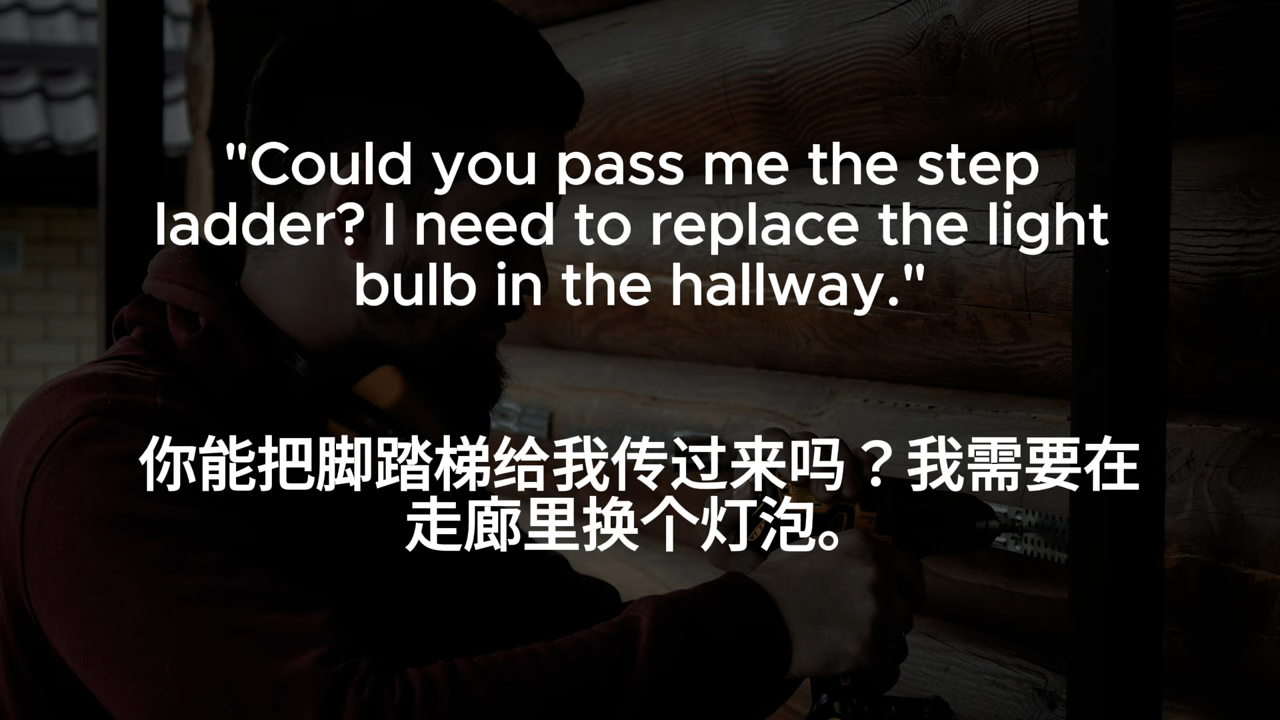 "Could you pass me the step
ladder? I need to replace the light
bulb in the hallway."
你能把脚踏梯给我传过来吗？我需要在
走廊里换个灯泡。